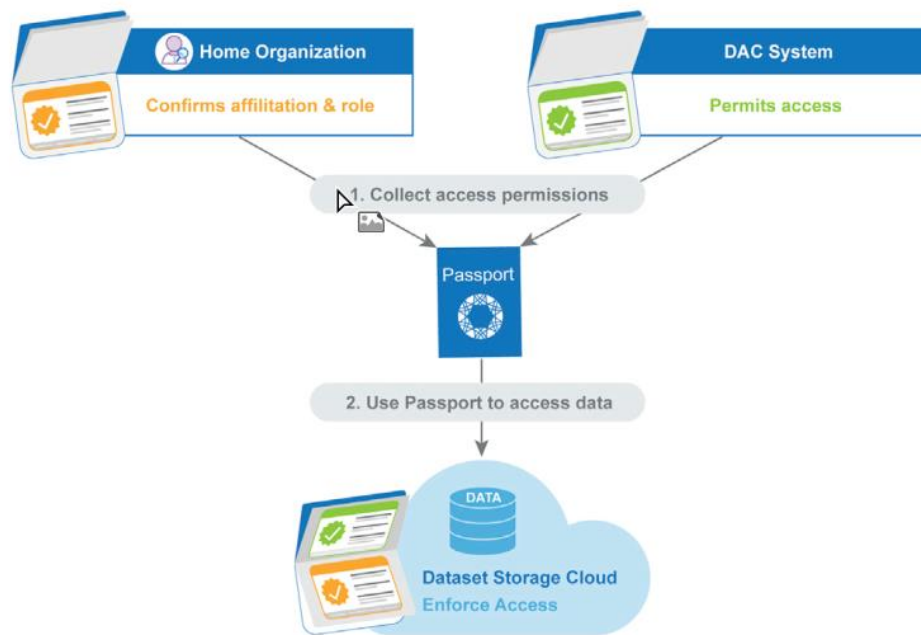 Home Organization
Confirms affilitation & role
DAC System
Permits access
1. Collect access permissions
Passport
2. Use Passport to access data
DATA
Dataset Storage Cloud
Enforce Access